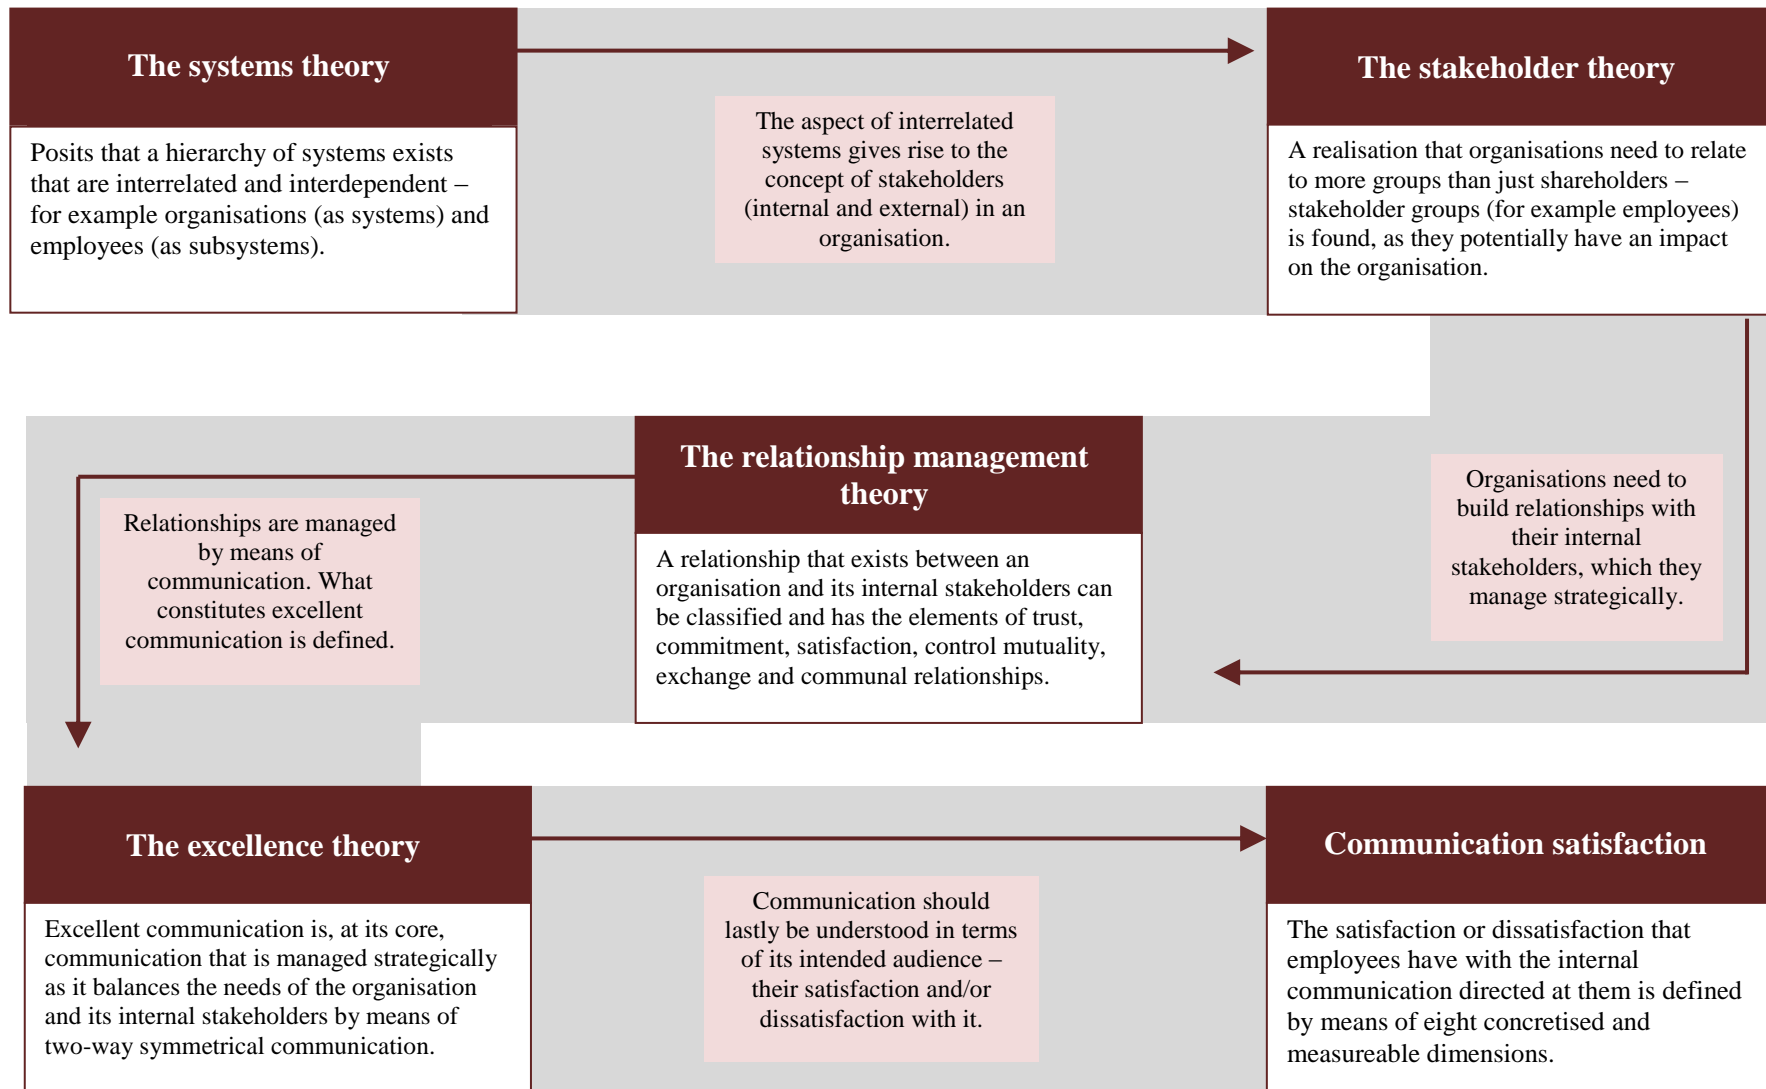 The systems theory
Posits that a hierarchy of systems exists
that are interrelated and interdependent –
for example organisations (as systems) and
employees (as subsystems).
The aspect of interrelated
systems gives rise to the
concept of stakeholders
(internal and external) in an
organisation.
The stakeholder theory
A realisation that organisations need to relate
to more groups than just shareholders –
stakeholder groups (for example employees)
is found, as they potentially have an impact
on the organisation.
Organisations need to
build relationships with
their internal
stakeholders, which they
manage strategically.
The relationship management
theory
A relationship that exists between an
organisation and its internal stakeholders can
be classified and has the elements of trust,
commitment, satisfaction, control mutuality,
exchange and communal relationships.
Relationships are managed
by means of
communication. What
constitutes excellent
communication is defined.
The excellence theory
Excellent communication is, at its core,
communication that is managed strategically
as it balances the needs of the organisation
and its internal stakeholders by means of
two-way symmetrical communication.
Communication should
lastly be understood in terms
of its intended audience –
their satisfaction and/or
dissatisfaction with it.
Communication satisfaction
The satisfaction or dissatisfaction that
employees have with the internal
communication directed at them is defined
by means of eight concretised and
measureable dimensions.